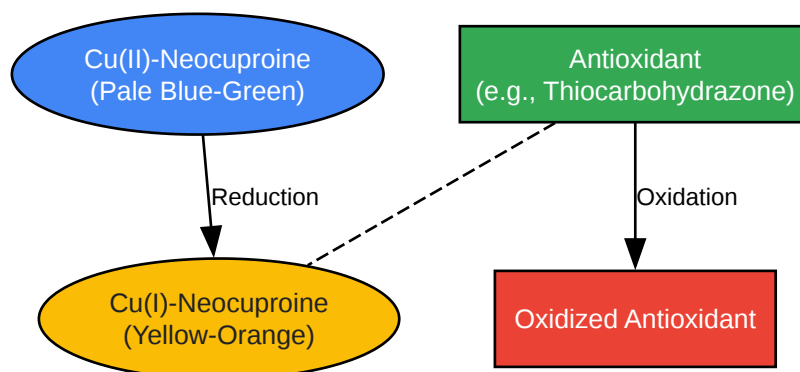 Cu(II)-Neocuproine
(Pale Blue-Green)
Antioxidant
(e.g., Thiocarbohydrazone)
Reduction
Oxidation
Cu(I)-Neocuproine
(Yellow-Orange)
Oxidized Antioxidant